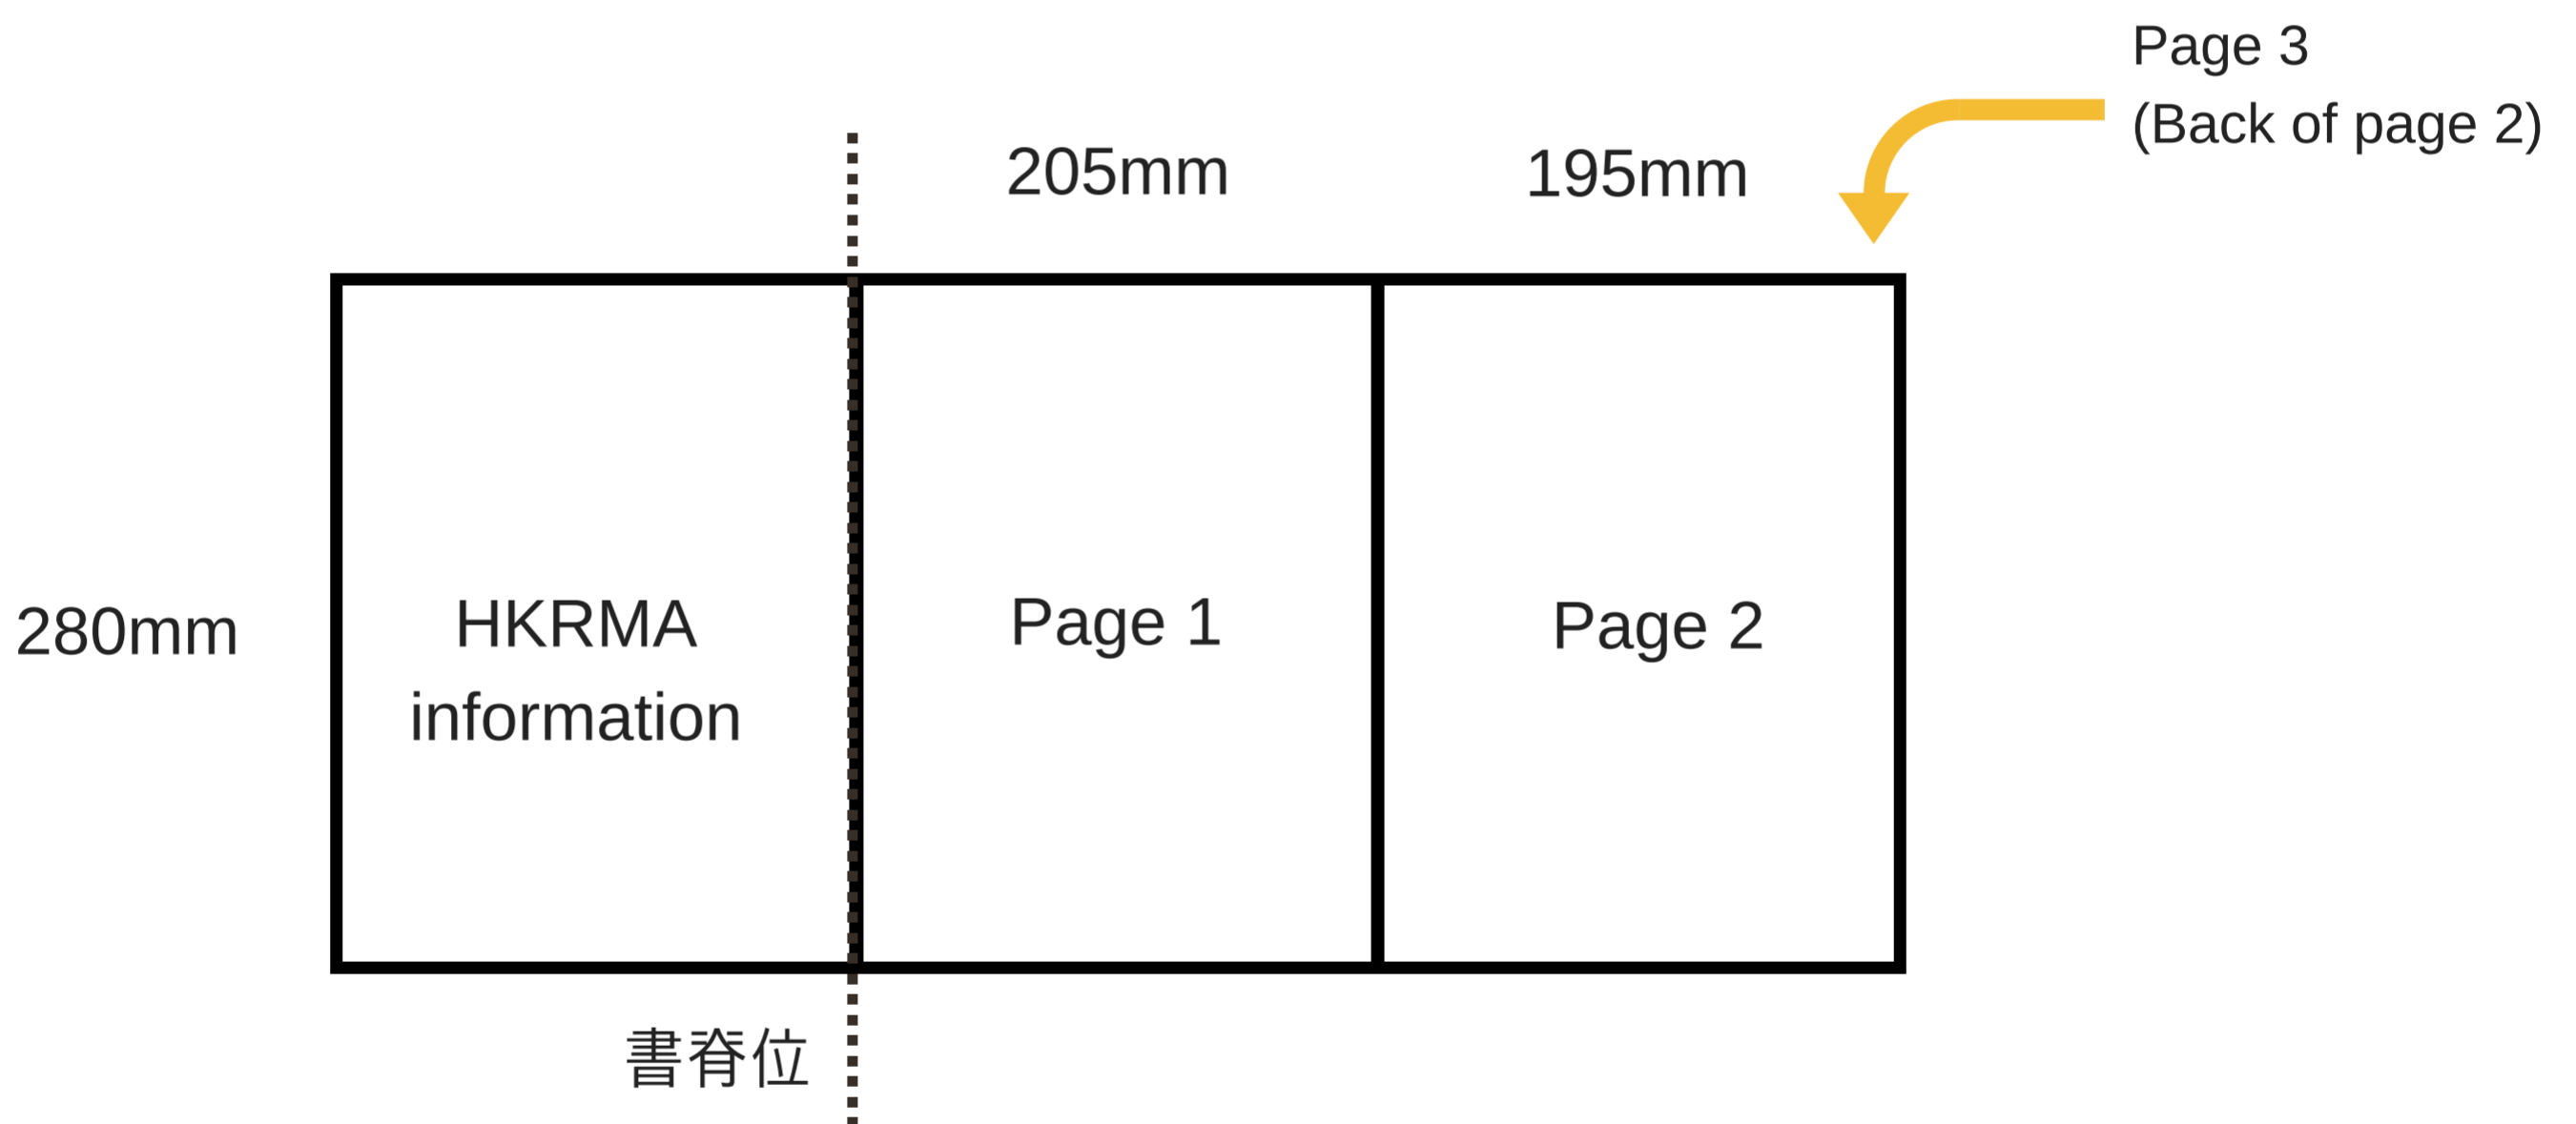 Page 3
(Back of page 2)
205mm
195mm
280mm
HKRMA
information
Page 1
Page 2
書脊位